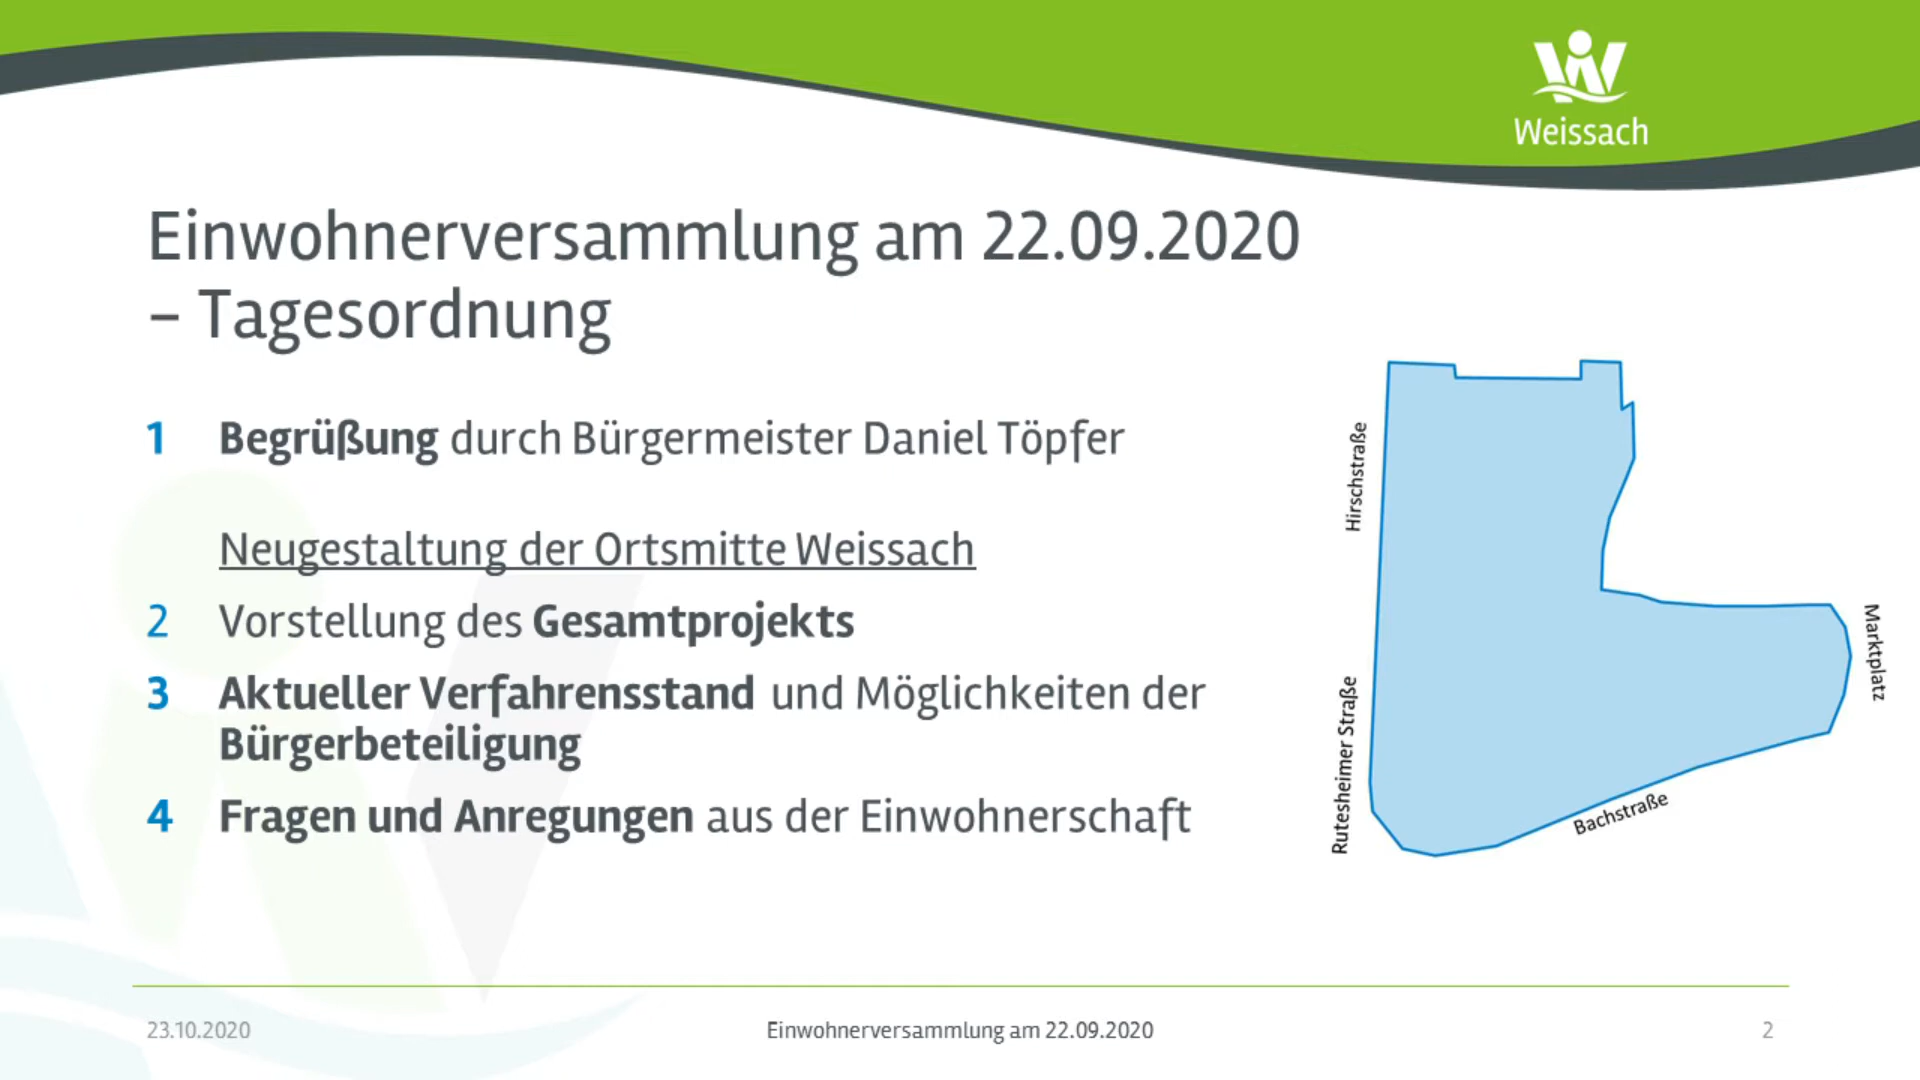 Weissach
Einwohnerversammlung am 22.09.2020
– Tagesordnung
1 Begrüßung durch Bürgermeister Daniel Töpfer
Neugestaltung der Ortsmitte Weissach
2 Vorstellung des Gesamtprojekts
3 Aktueller Verfahrensstand und Möglichkeiten der
Bürgerbeteiligung
4 Fragen und Anregungen aus der Einwohnerschaft
Hirschstraße
Rutesheimer Straße
Marktplatz
Bachstraße
23.10.2020
Einwohnerversammlung am 22.09.2020
2